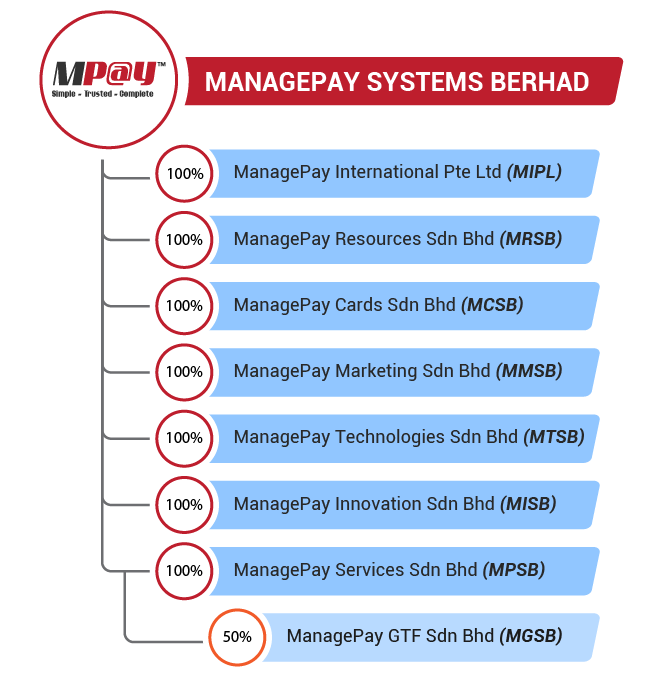 MP@Y™
Simple - Trusted - Complete
MANAGEPAY SYSTEMS BERHAD
100% ManagePay International Pte Ltd (MIPL)
100% ManagePay Resources Sdn Bhd (MRSB)
100% ManagePay Cards Sdn Bhd (MCSB)
100% ManagePay Marketing Sdn Bhd (MMSB)
100% ManagePay Technologies Sdn Bhd (MTSB)
100% ManagePay Innovation Sdn Bhd (MISB)
100% ManagePay Services Sdn Bhd (MPSB)
50% ManagePay GTF Sdn Bhd (MGSB)